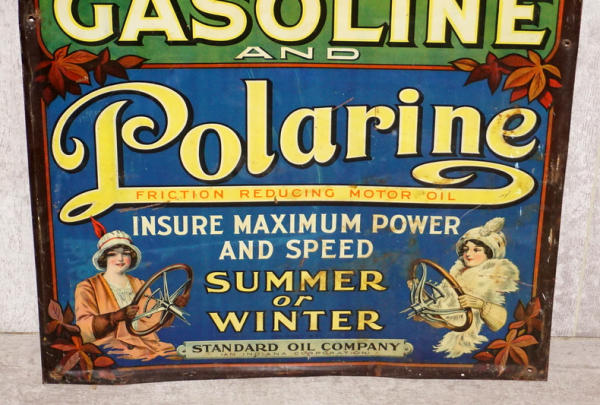 GASOLINE
AND
Polarine
FRICTION REDUCING MOTOR OIL
INSURE MAXIMUM POWER
AND SPEED
SUMMER
or
WINTER
STANDARD OIL COMPANY
(AN INDIANA CORPORATION)